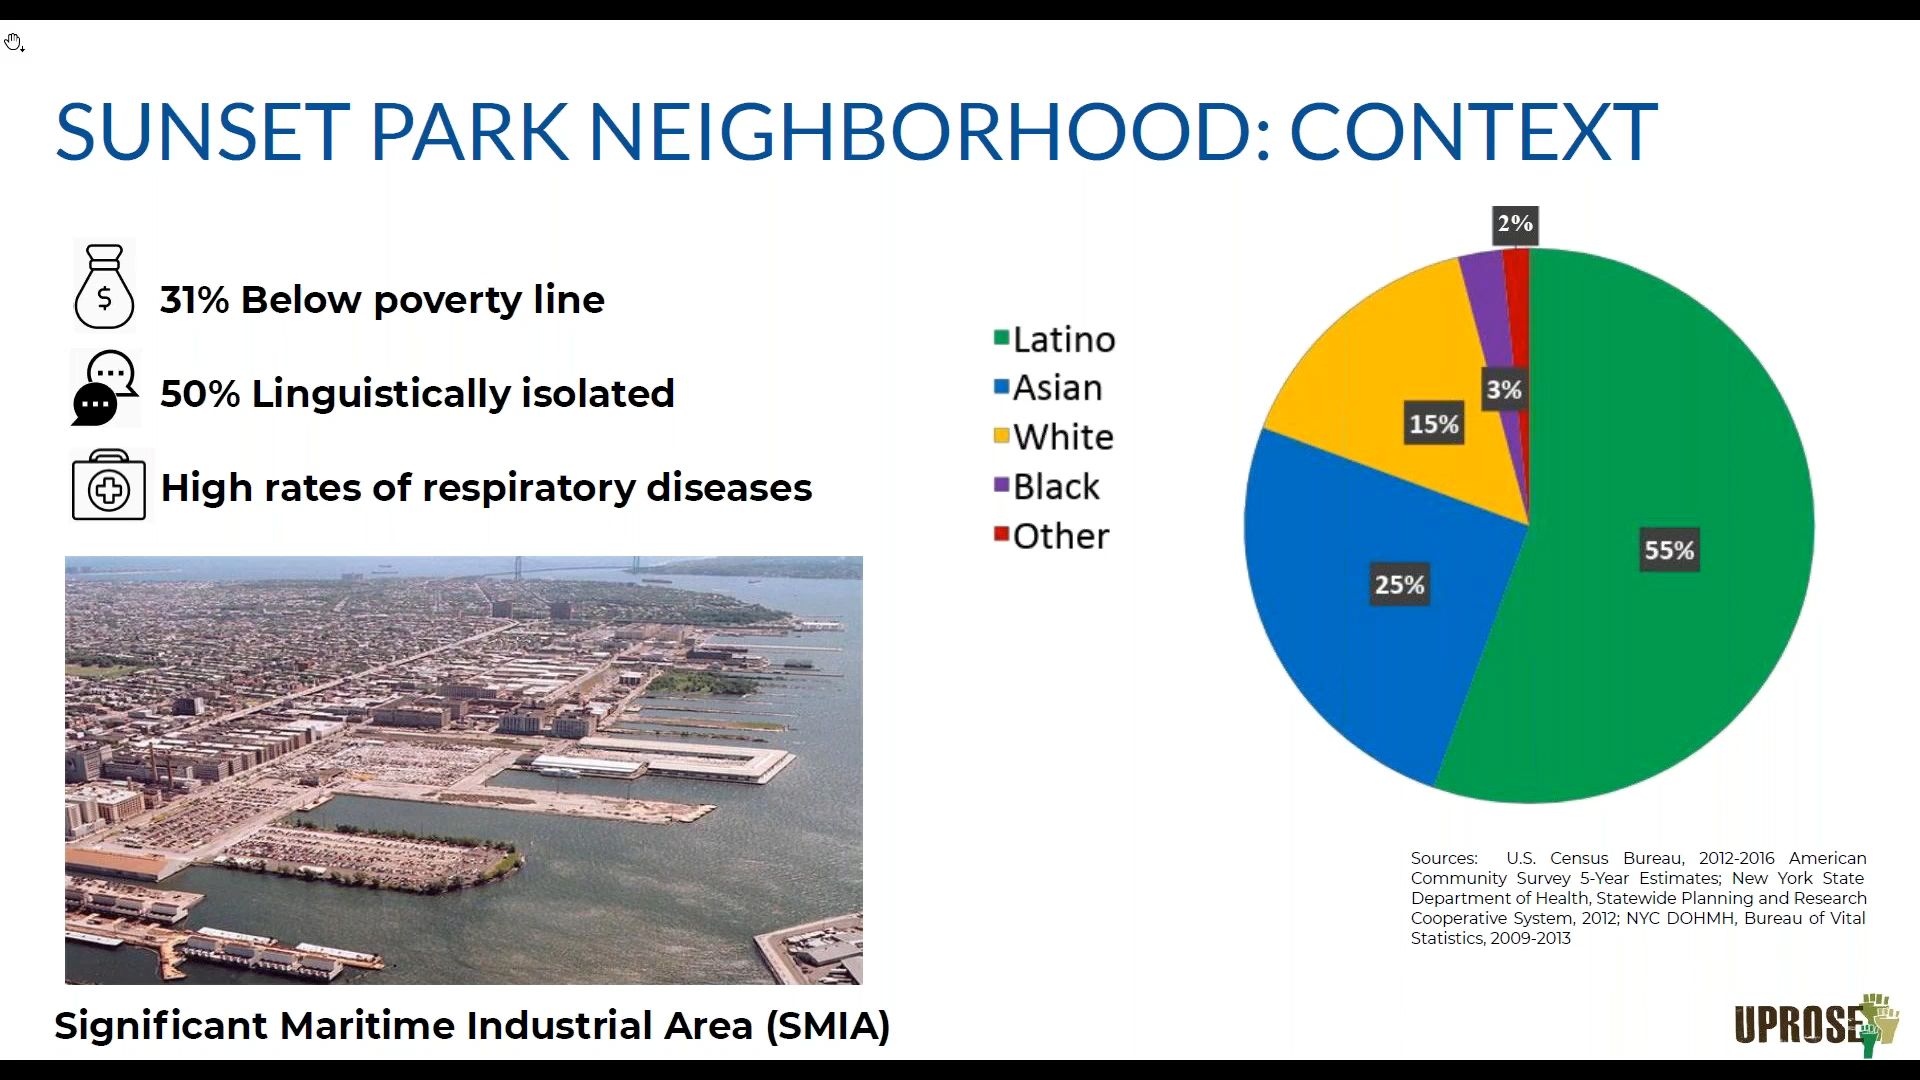 SUNSET PARK NEIGHBORHOOD: CONTEXT
$
31% Below poverty line
50% Linguistically isolated
High rates of respiratory diseases
Significant Maritime Industrial Area (SMIA)
Latino
Asian
White
Black
Other
2%
3%
15%
55%
25%
Sources: U.S. Census Bureau, 2012-2016 American
Community Survey 5-Year Estimates; New York State
Department of Health, Statewide Planning and Research
Cooperative System, 2012; NYC DOHMH, Bureau of Vital
Statistics, 2009-2013
UPROSE